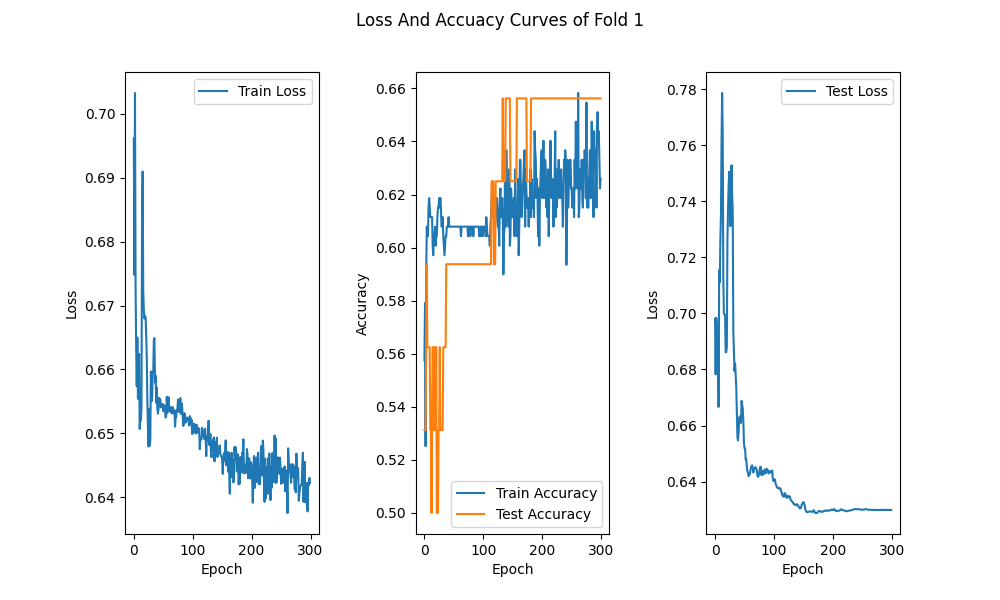 Loss And Accuacy Curves of Fold 1
Train Loss
0.70
0.69
0.68
0.67
0.66
0.65
0.64
Loss
0 100 200 300
Epoch
0.66
0.64
0.62
0.60
0.58
0.56
0.54
0.52
0.50
Accuracy
Train Accuracy
Test Accuracy
0 100 200 300
Epoch
Test Loss
0.78
0.76
0.74
0.72
0.70
0.68
0.66
0.64
Loss
0 100 200 300
Epoch